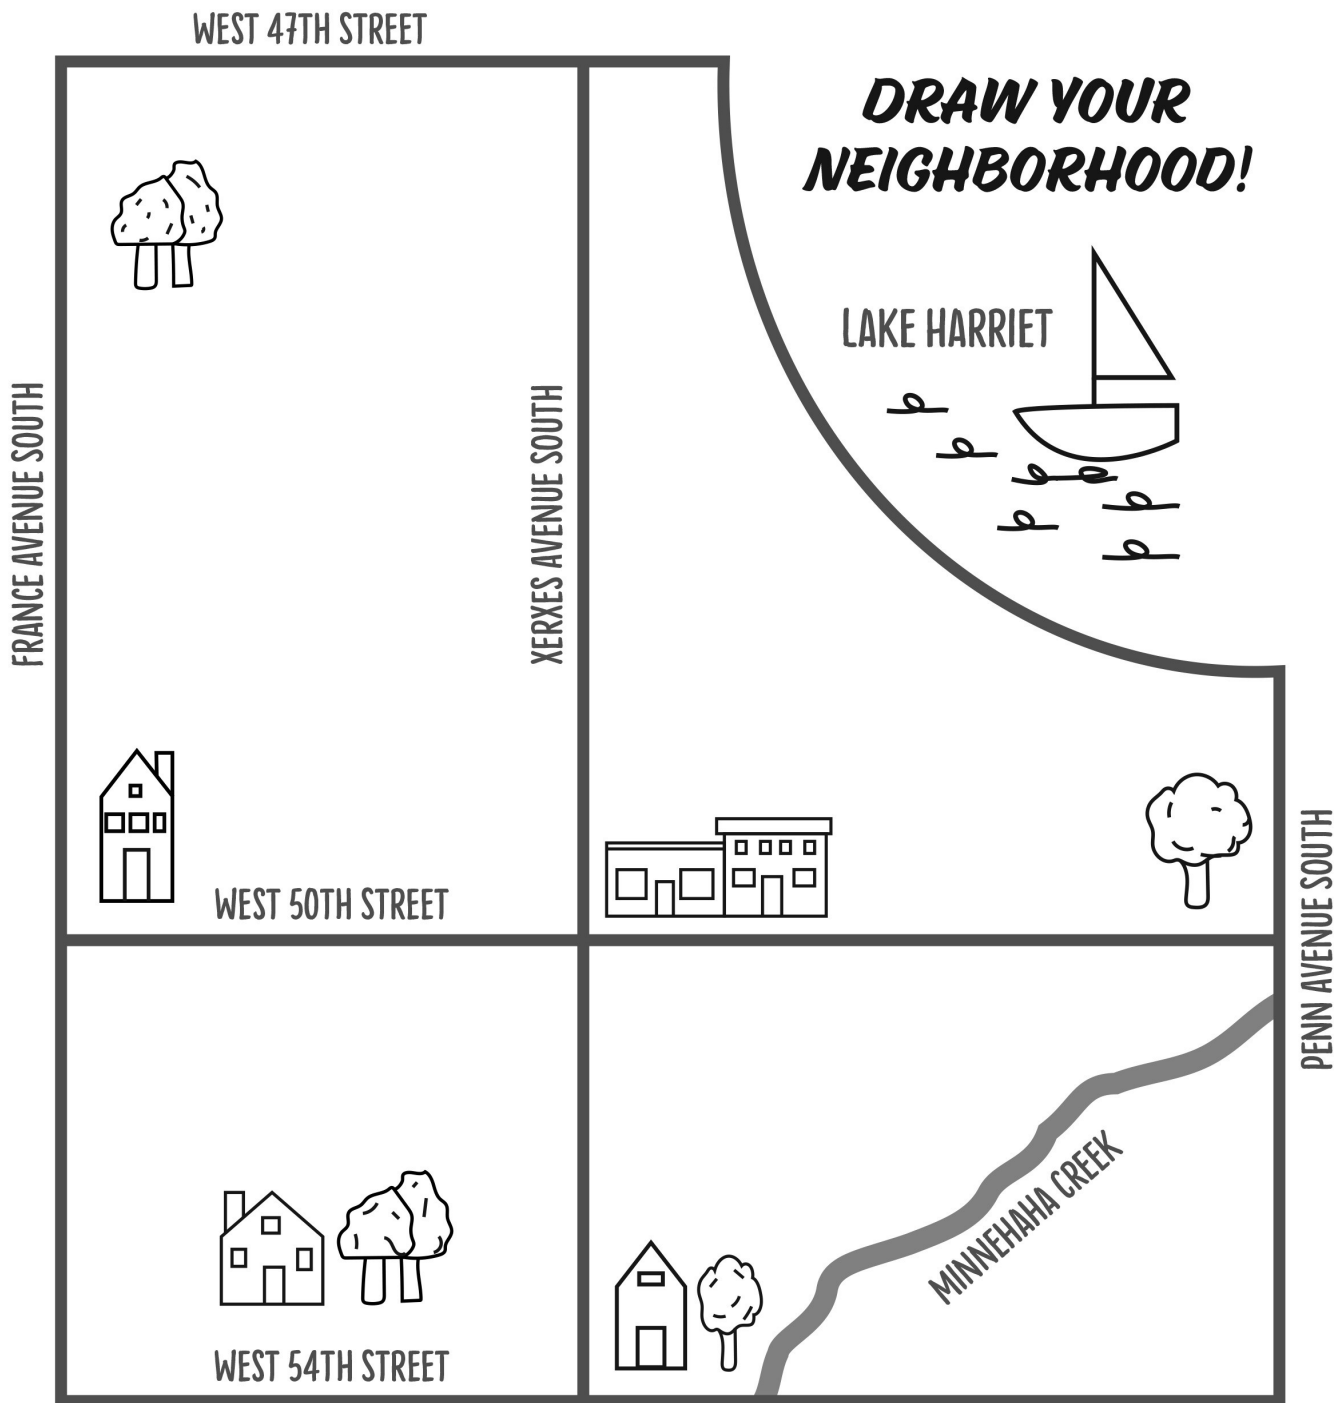 WEST 47TH STREET
DRAW YOUR
NEIGHBORHOOD!
LAKE HARRIET
FRANCE AVENUE SOUTH
XERXES AVENUE SOUTH
WEST 50TH STREET
PENN AVENUE SOUTH
MINNEHAHA CREEK
WEST 54TH STREET